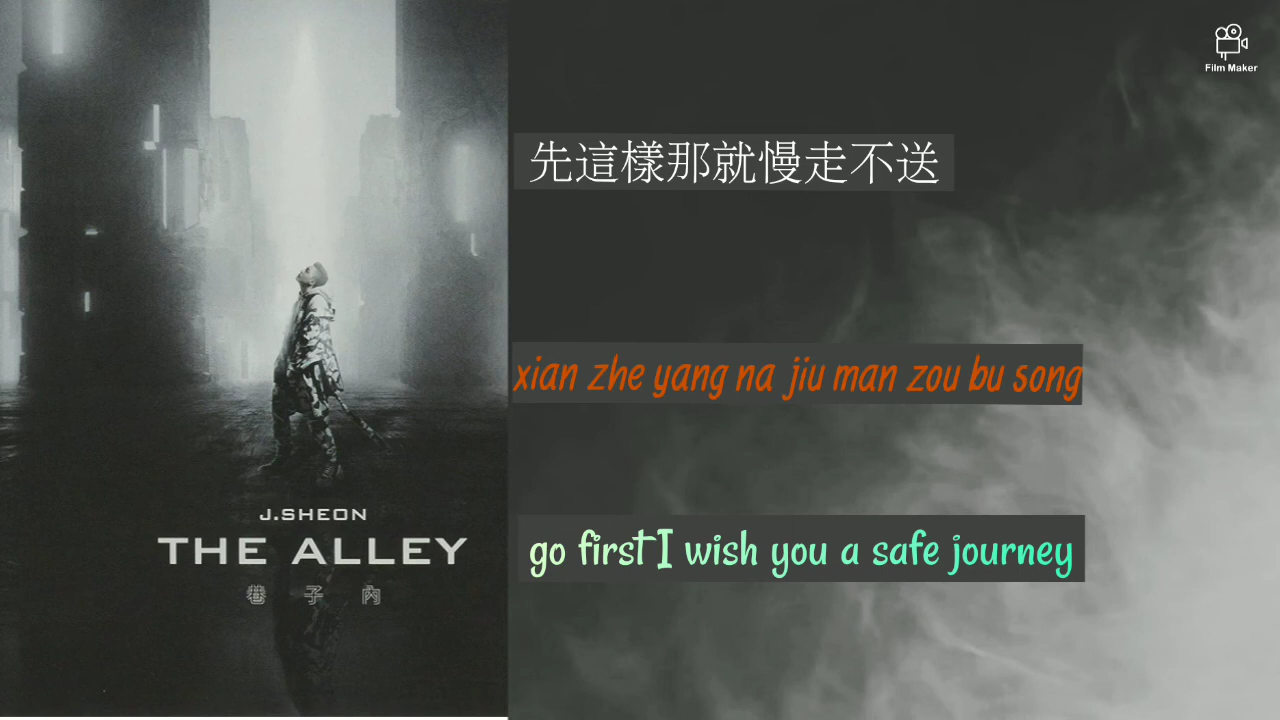 Film Maker
先這樣那就慢走不送
xian zhe yang na jiu man zou bu song
go first I wish you a safe journey
J.SHEON
THE ALLEY
巷子內